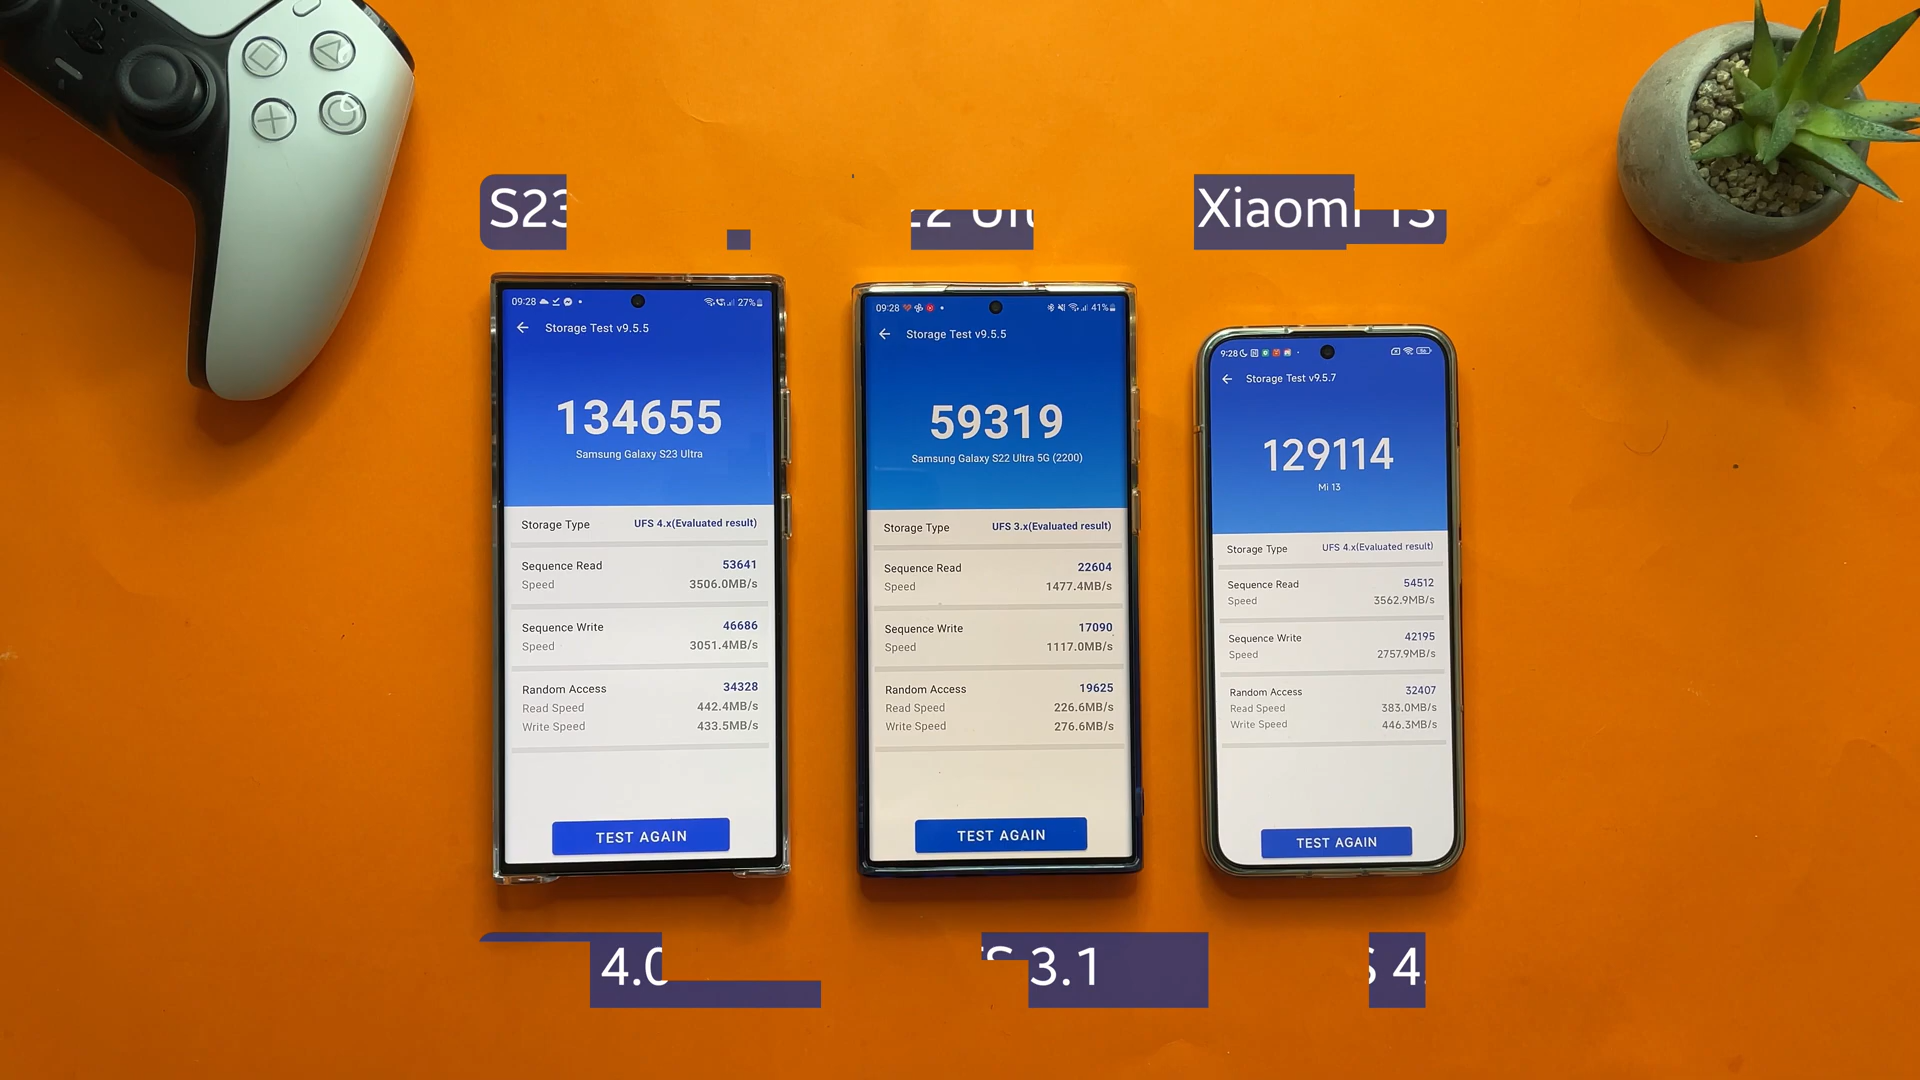 S23
Xiaomi 13
09:28
27%
Storage Test v9.5.5
134655
Samsung Galaxy S23 Ultra
Storage Type UFS 4.x(Evaluated result)
Sequence Read 53641
Speed 3506.0MB/s
Sequence Write 46686
Speed 3051.4MB/s
Random Access 34328
Read Speed 442.4MB/s
Write Speed 433.5MB/s
TEST AGAIN
4.0
09:28
41%
Storage Test v9.5.5
59319
Samsung Galaxy S22 Ultra 5G (2200)
Storage Type UFS 3.x(Evaluated result)
Sequence Read 22604
Speed 1477.4MB/s
Sequence Write 17090
Speed 1117.0MB/s
Random Access 19625
Read Speed 226.6MB/s
Write Speed 276.6MB/s
TEST AGAIN
3.1
9:28
Storage Test v9.5.7
129114
Mi 13
Storage Type UFS 4.x(Evaluated result)
Sequence Read 54512
Speed 3562.9MB/s
Sequence Write 42195
Speed 2757.9MB/s
Random Access 32407
Read Speed 383.0MB/s
Write Speed 446.3MB/s
TEST AGAIN